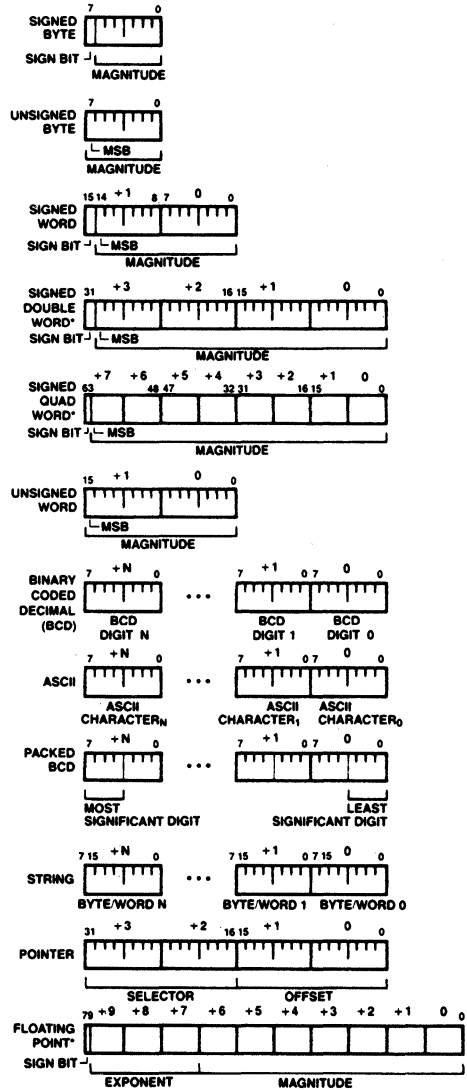 7 0
SIGNED
BYTE
SIGN BIT
MAGNITUDE
7 0
UNSIGNED
BYTE
MSB
MAGNITUDE
15 14 +1 8 7 0 0
SIGNED
WORD
SIGN BIT
MSB
MAGNITUDE
31 +3 +2 16 15 +1 0 0
SIGNED
DOUBLE
WORD*
SIGN BIT
MSB
MAGNITUDE
+7 +6 +5 +4 +3 +2 +1 0
63 48 47 32 31 16 15 0
SIGNED
QUAD
WORD*
SIGN BIT
MSB
MAGNITUDE
15 +1 0 0
UNSIGNED
WORD
MSB
MAGNITUDE
7 +N 0 7 +1 0 7 0 0
BINARY
CODED
DECIMAL
(BCD)
•••
BCD
DIGIT N
BCD
DIGIT 1
BCD
DIGIT 0
7 +N 0 7 +1 0 7 0 0
ASCII
•••
ASCII
CHARACTERN
ASCII
CHARACTER1
ASCII
CHARACTER0
7 +N 0 7 +1 0 7 0 0
PACKED
BCD
•••
MOST
SIGNIFICANT DIGIT
LEAST
SIGNIFICANT DIGIT
7 15 +N 0 7 15 +1 0 7 15 0 0
STRING
•••
BYTE/WORD N
BYTE/WORD 1
BYTE/WORD 0
31 +3 +2 16 15 +1 0 0
POINTER
SELECTOR
OFFSET
79 +9 +8 +7 +6 +5 +4 +3 +2 +1 0 0
FLOATING
POINT*
SIGN BIT
EXPONENT
MAGNITUDE